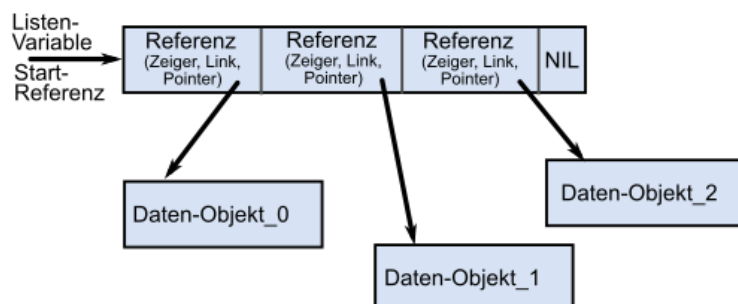 Listen-
Variable
Start-
Referenz
Referenz
(Zeiger, Link,
Pointer)
Referenz
(Zeiger, Link,
Pointer)
Referenz
(Zeiger, Link,
Pointer)
NIL
Daten-Objekt_0
Daten-Objekt_2
Daten-Objekt_1